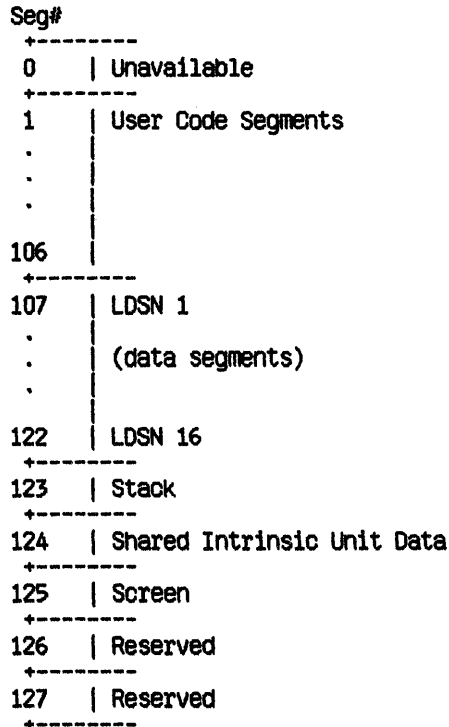 Seg#
+---------
0 | Unavailable
+---------
1 | User Code Segments
. |
. |
. |
106 |
+---------
107 | LDSN 1
. |
. | (data segments)
. |
122 | LDSN 16
+---------
123 | Stack
+---------
124 | Shared Intrinsic Unit Data
+---------
125 | Screen
+---------
126 | Reserved
+---------
127 | Reserved
+---------